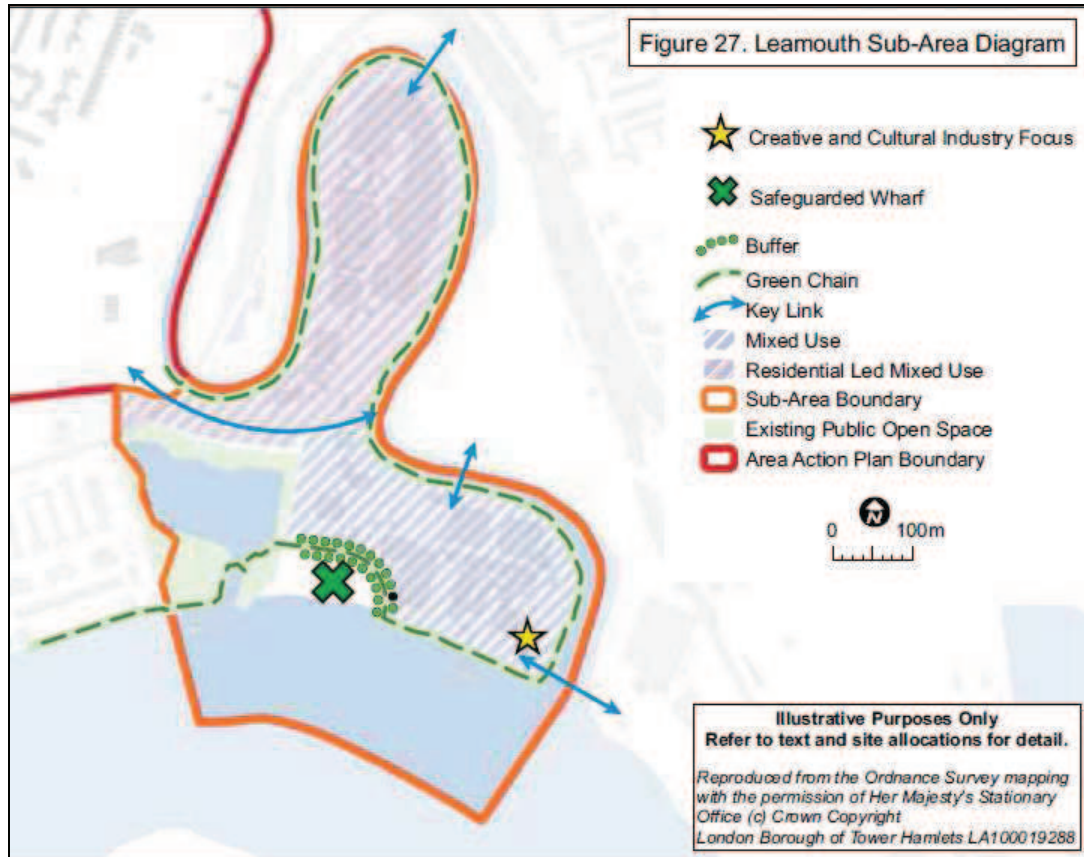 Figure 27. Leamouth Sub-Area Diagram
Creative and Cultural Industry Focus
Safeguarded Wharf
Buffer
Green Chain
Key Link
Mixed Use
Residential Led Mixed Use
Sub-Area Boundary
Existing Public Open Space
Area Action Plan Boundary
N
0 100m
Illustrative Purposes Only
Refer to text and site allocations for detail.
Reproduced from the Ordnance Survey mapping
with the permission of Her Majesty's Stationary
Office (c) Crown Copyright
London Borough of Tower Hamlets LA100019288